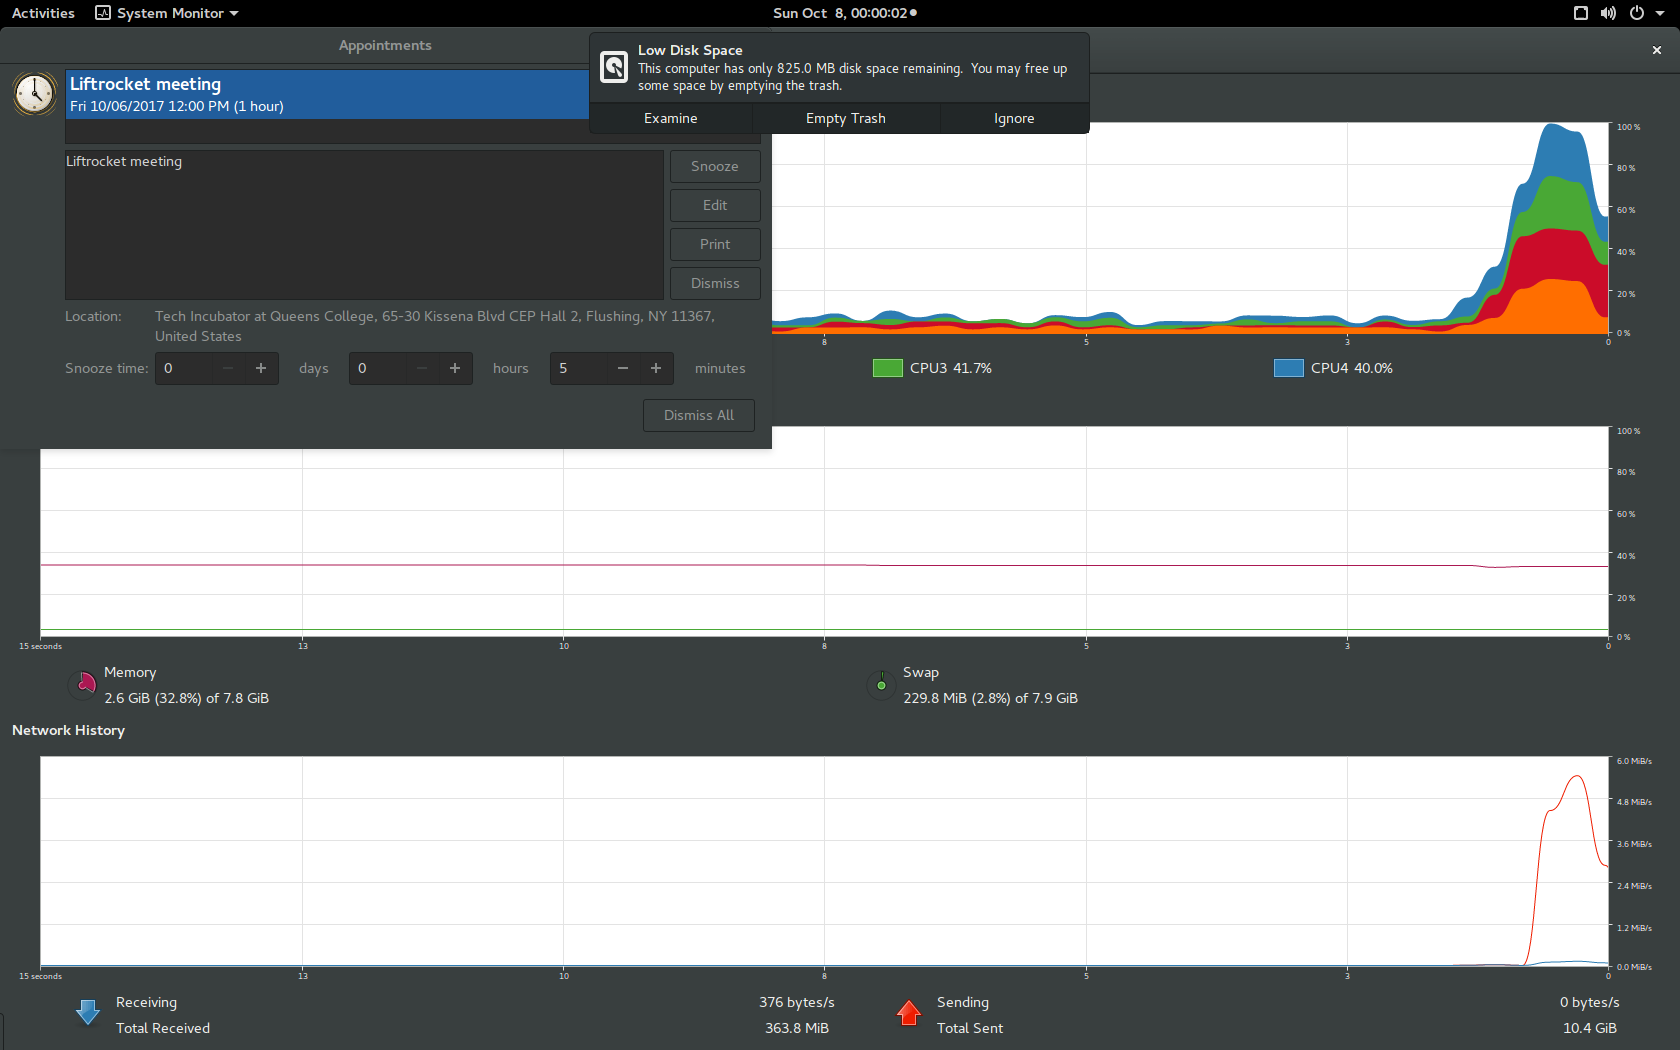 Activities
System Monitor
Sun Oct  8, 00:00:02
Appointments
Liftrocket meeting
Fri 10/06/2017 12:00 PM (1 hour)
Low Disk Space
This computer has only 825.0 MB disk space remaining.  You may free up
some space by emptying the trash.
Examine
Empty Trash
Ignore
Liftrocket meeting
Snooze
Edit
Print
Dismiss
Location:
Tech Incubator at Queens College, 65-30 Kissena Blvd CEP Hall 2, Flushing, NY 11367,
United States
Snooze time:
0
days
0
hours
5
minutes
Dismiss All
100 %
80 %
60 %
40 %
20 %
0 %
8
5
3
0
CPU3 41.7%
CPU4 40.0%
100 %
80 %
60 %
40 %
20 %
0 %
15 seconds
13
10
8
5
3
0
Memory
2.6 GiB (32.8%) of 7.8 GiB
Swap
229.8 MiB (2.8%) of 7.9 GiB
Network History
6.0 MiB/s
4.8 MiB/s
3.6 MiB/s
2.4 MiB/s
1.2 MiB/s
0.0 MiB/s
15 seconds
13
10
8
5
3
0
Receiving
376 bytes/s
Total Received
363.8 MiB
Sending
0 bytes/s
Total Sent
10.4 GiB